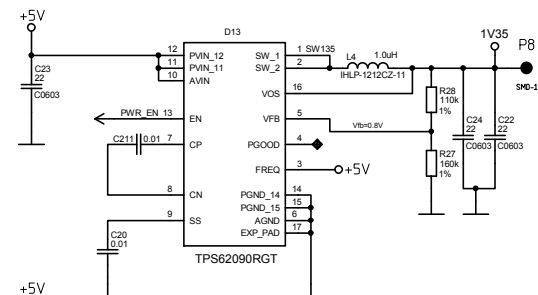 +5V
D13
1V35
P8
SMD-1
C23
22
C0603
12 PVIN_12
11 PVIN_11
10 AVIN
PWR_EN 13 EN
C211 0.01 7 CP
8 CN
9 SS
C20
0.01
SW_1 1 SW135
SW_2 2
VOS 16
VFB 5 Vfb=0.8V
PGOOD 4
FREQ 3 +5V
PGND_14 14
PGND_15 15
AGND 6
EXP_PAD 17
TPS62090RGT
L4 1.0uH
IHLP-1212CZ-11
R28
110k
1%
R27
160k
1%
C24
22
C0603
C22
22
C0603
+5V